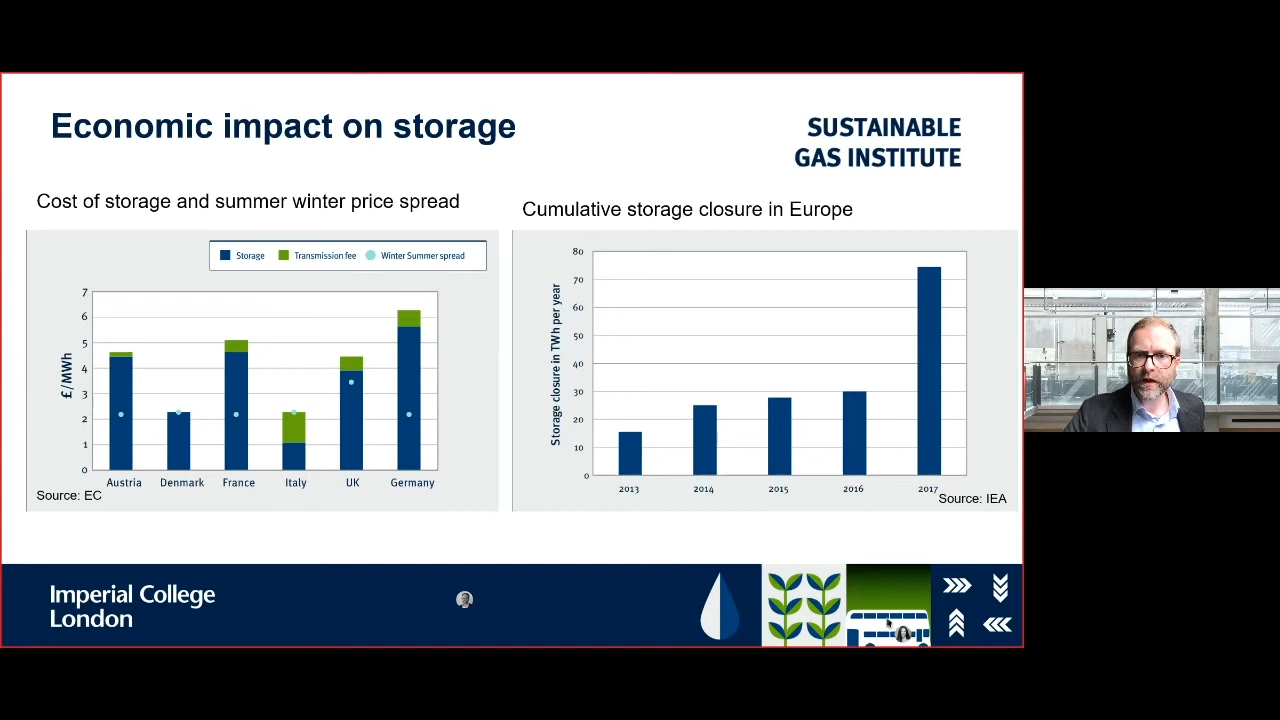 Economic impact on storage
SUSTAINABLE
GAS INSTITUTE
Cost of storage and summer winter price spread
Storage Transmission fee Winter Summer spread
7
6
5
4
3
2
1
0
£/MWh
Austria Denmark France Italy UK Germany
Source: EC
Cumulative storage closure in Europe
80
70
60
50
40
30
20
10
0
Storage closure in TWh per year
2013 2014 2015 2016 2017
Source: IEA
Imperial College
London